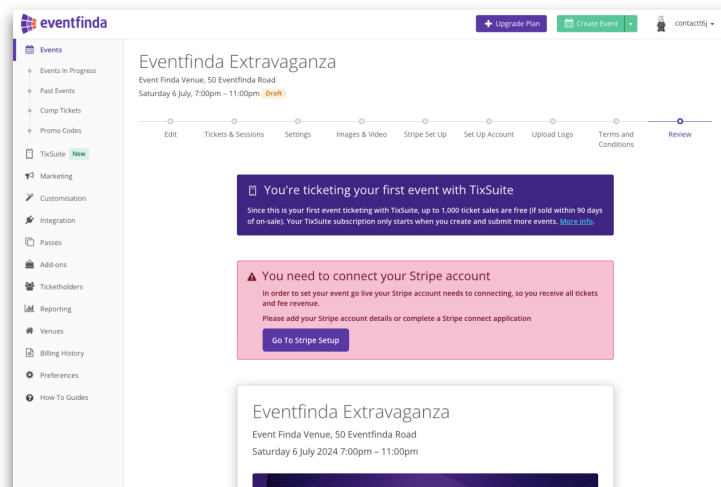 eventfinda
Upgrade Plan
Create Event
contactt6j
Events
Events In Progress
Past Events
Comp Tickets
Promo Codes
TixSuite New
Marketing
Customisation
Integration
Passes
Add-ons
Ticketholders
Reporting
Venues
Billing History
Preferences
How To Guides
Eventfinda Extravaganza
Event Finda Venue, 50 Eventfinda Road
Saturday 6 July, 7:00pm – 11:00pm Draft
Edit
Tickets & Sessions
Settings
Images & Video
Stripe Set Up
Set Up Account
Upload Logo
Terms and
Conditions
Review
You're ticketing your first event with TixSuite
Since this is your first event ticketing with TixSuite, up to 1,000 ticket sales are free (if sold within 90 days
of on-sale). Your TixSuite subscription only starts when you create and submit more events. More info.
You need to connect your Stripe account
In order to set your event go live your Stripe account needs to connecting, so you receive all tickets
and fee revenue.
Please add your Stripe account details or complete a Stripe connect application
Go To Stripe Setup
Eventfinda Extravaganza
Event Finda Venue, 50 Eventfinda Road
Saturday 6 July 2024 7:00pm – 11:00pm